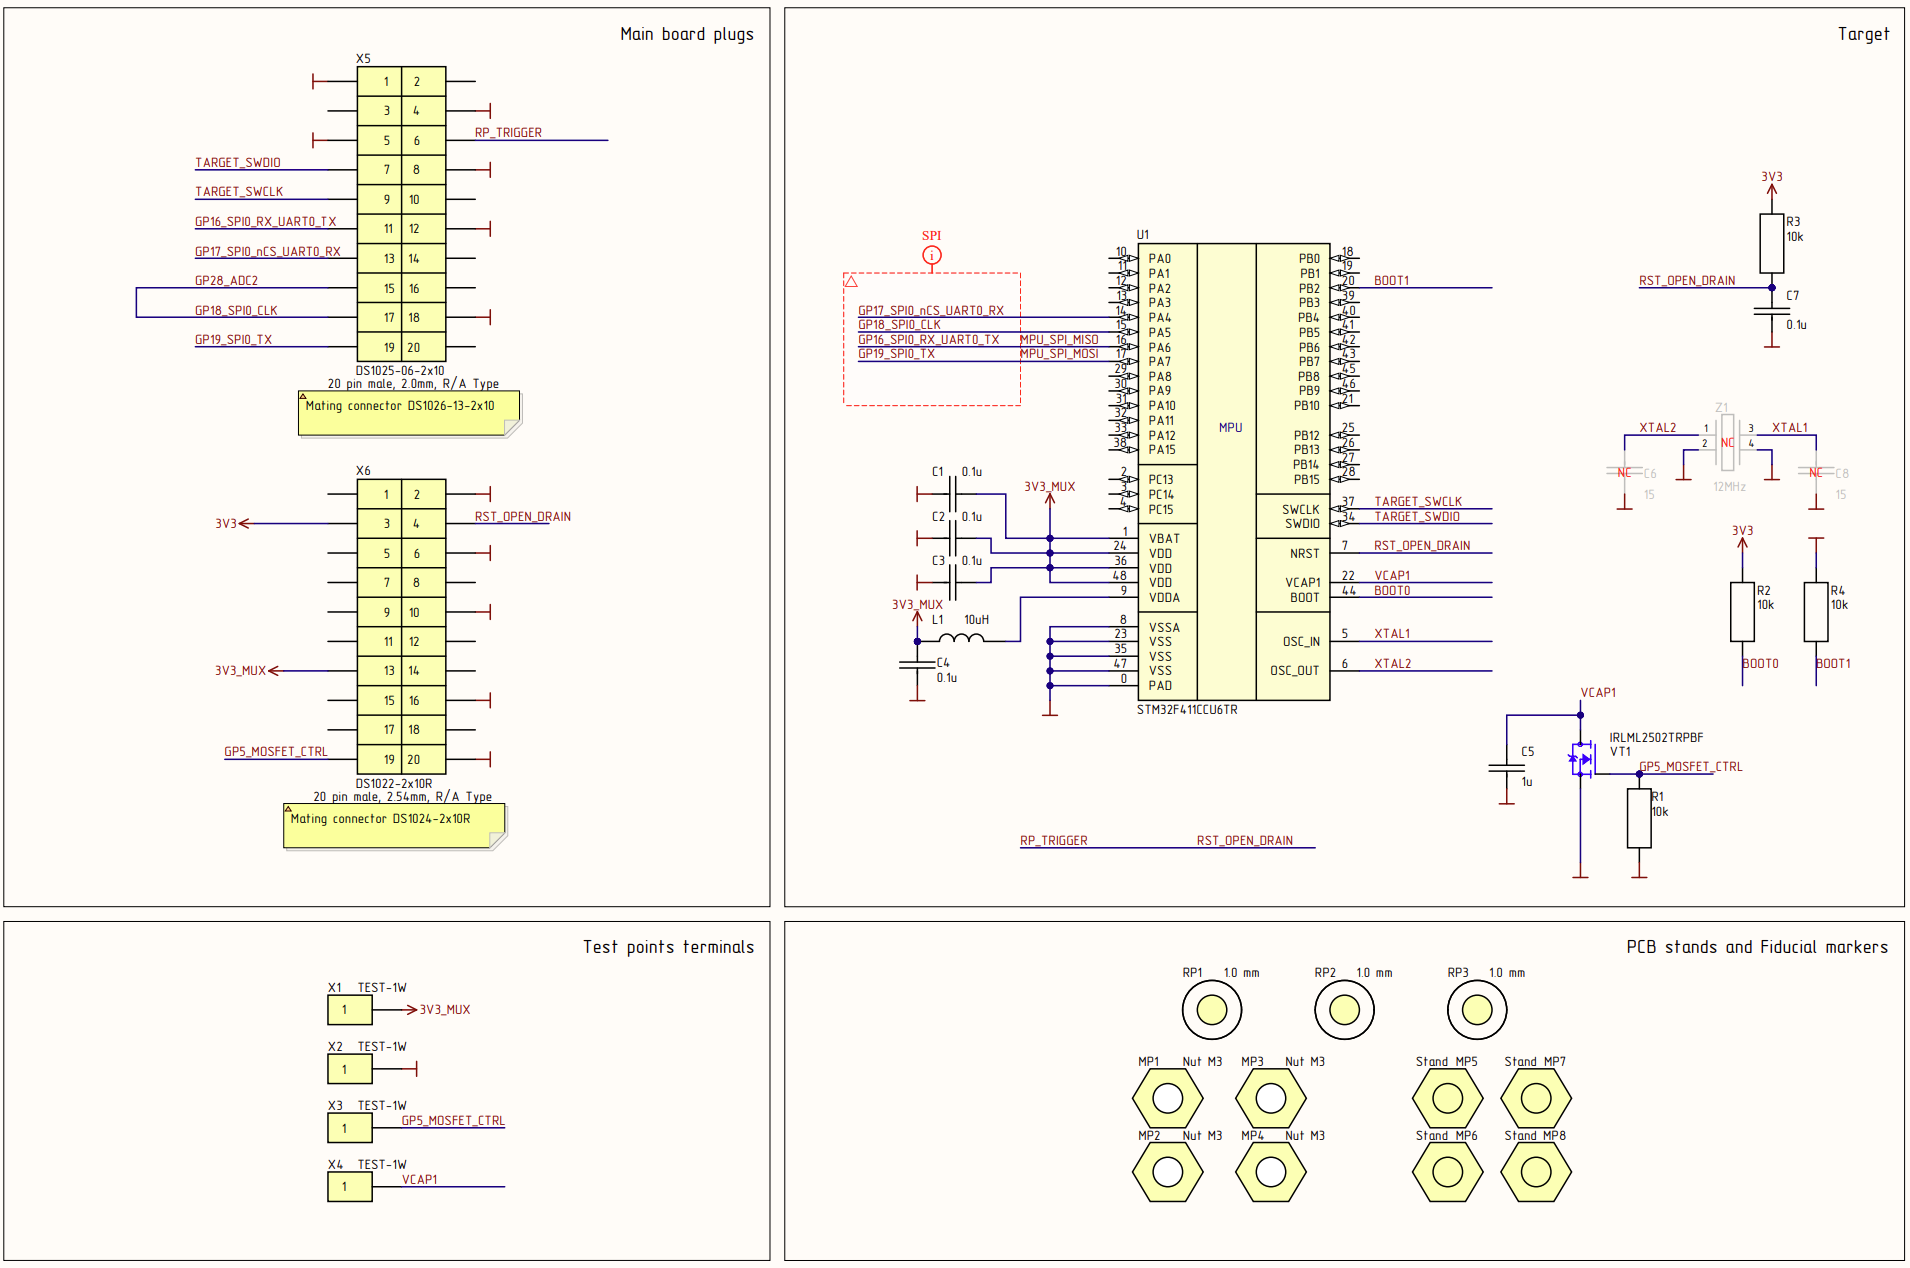 Main board plugs
X5
1 2
3 4
5 6 RP_TRIGGER
TARGET_SWDIO 7 8
TARGET_SWCLK 9 10
GP16_SPI0_RX_UART0_TX 11 12
GP17_SPI0_nCS_UART0_RX 13 14
GP28_ADC2 15 16
GP18_SPI0_CLK 17 18
GP19_SPI0_TX 19 20
DS1025-06-2x10
20 pin male, 2.0mm, R/A Type
Mating connector DS1026-13-2x10
X6
1 2
3V3 3 4 RST_OPEN_DRAIN
5 6
7 8
9 10
11 12
3V3_MUX 13 14
15 16
17 18
GP5_MOSFET_CTRL 19 20
DS1022-2x10R
20 pin male, 2.54mm, R/A Type
Mating connector DS1024-2x10R
Target
SPI
i
GP17_SPI0_nCS_UART0_RX
GP18_SPI0_CLK
GP16_SPI0_RX_UART0_TX MPU_SPI_MISO
GP19_SPI0_TX MPU_SPI_MOSI
U1
10 PA0
11 PA1
12 PA2
13 PA3
14 PA4
15 PA5
16 PA6
17 PA7
29 PA8
30 PA9
31 PA10
32 PA11
33 PA12
38 PA15
2 PC13
3 PC14
4 PC15
1 VBAT
24 VDD
36 VDD
48 VDD
9 VDDA
8 VSSA
23 VSS
35 VSS
47 VSS
0 PAD
MPU
PB0 18
PB1 19
PB2 20 BOOT1
PB3 39
PB4 40
PB5 41
PB6 42
PB7 43
PB8 45
PB9 46
PB10 21
PB12 25
PB13 26
PB14 27
PB15 28
SWCLK 37 TARGET_SWCLK
SWDIO 34 TARGET_SWDIO
NRST 7 RST_OPEN_DRAIN
VCAP1 22 VCAP1
BOOT 44 BOOT0
OSC_IN 5 XTAL1
OSC_OUT 6 XTAL2
STM32F411CCU6TR
C1 0.1u
C2 0.1u
C3 0.1u
3V3_MUX
3V3_MUX
L1 10uH
C4
0.1u
3V3
R3
10k
RST_OPEN_DRAIN
C7
0.1u
Z1
XTAL2 1 NC 3 XTAL1
2 4
NC C6
15
12MHz
NC C8
15
3V3
R2
10k
BOOT0
R4
10k
BOOT1
VCAP1
IRLML2502TRPBF
VT1
C5
1u
GP5_MOSFET_CTRL
R1
10k
RP_TRIGGER RST_OPEN_DRAIN
Test points terminals
X1 TEST-1W
1 3V3_MUX
X2 TEST-1W
1
X3 TEST-1W
1 GP5_MOSFET_CTRL
X4 TEST-1W
1 VCAP1
PCB stands and Fiducial markers
RP1 1.0 mm RP2 1.0 mm RP3 1.0 mm
MP1 Nut M3 MP3 Nut M3 Stand MP5 Stand MP7
MP2 Nut M3 MP4 Nut M3 Stand MP6 Stand MP8